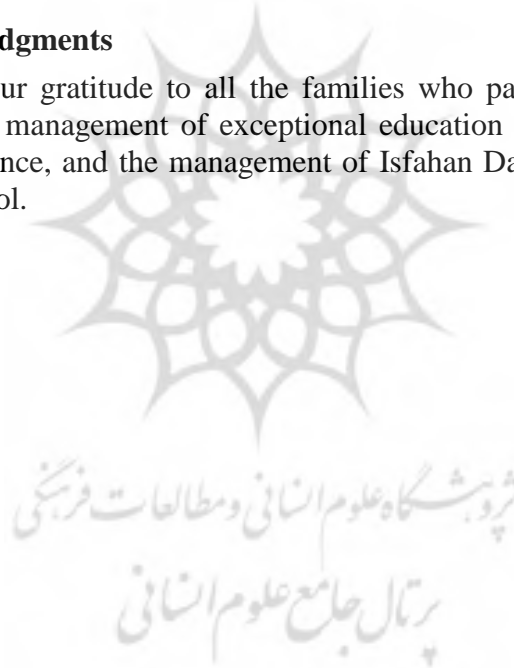 dgments
ur gratitude to all the families who pa
management of exceptional education
nce, and the management of Isfahan Da
ol.
پژوهشگاه علوم انسانی و مطالعات فرهنگی
پرتال جامع علوم انسانی